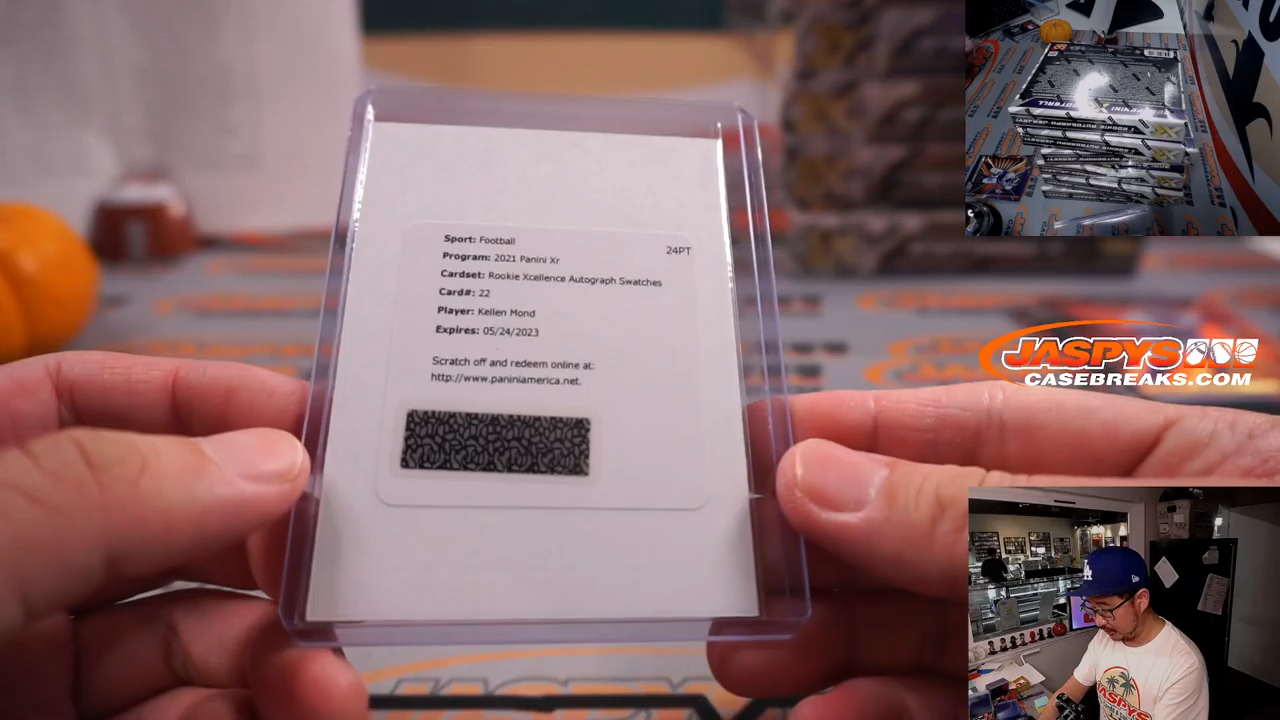 Sport: Football
24PT
Program: 2021 Panini Xr
Cardset: Rookie Xcellence Autograph Swatches
Card#: 22
Player: Kellen Mond
Expires: 05/24/2023
Scratch off and redeem online at:
http://www.paniniamerica.net.
JASPYS
CASEBREAKS.COM
JASPYS